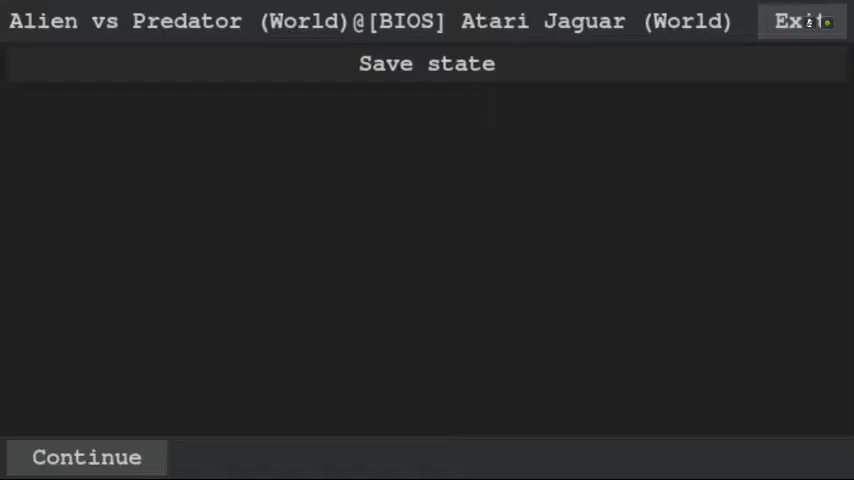 Alien vs Predator (World)@[BIOS] Atari Jaguar (World)
Exit
Save state
Continue